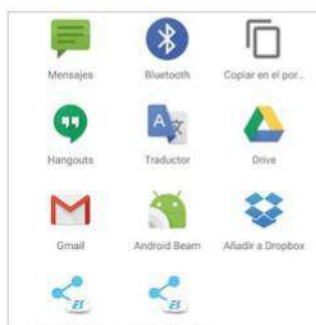 Mensajes Bluetooth Copiar en el por...
Hangouts Traductor Drive
Gmail Android Beam Añadir a Dropbox